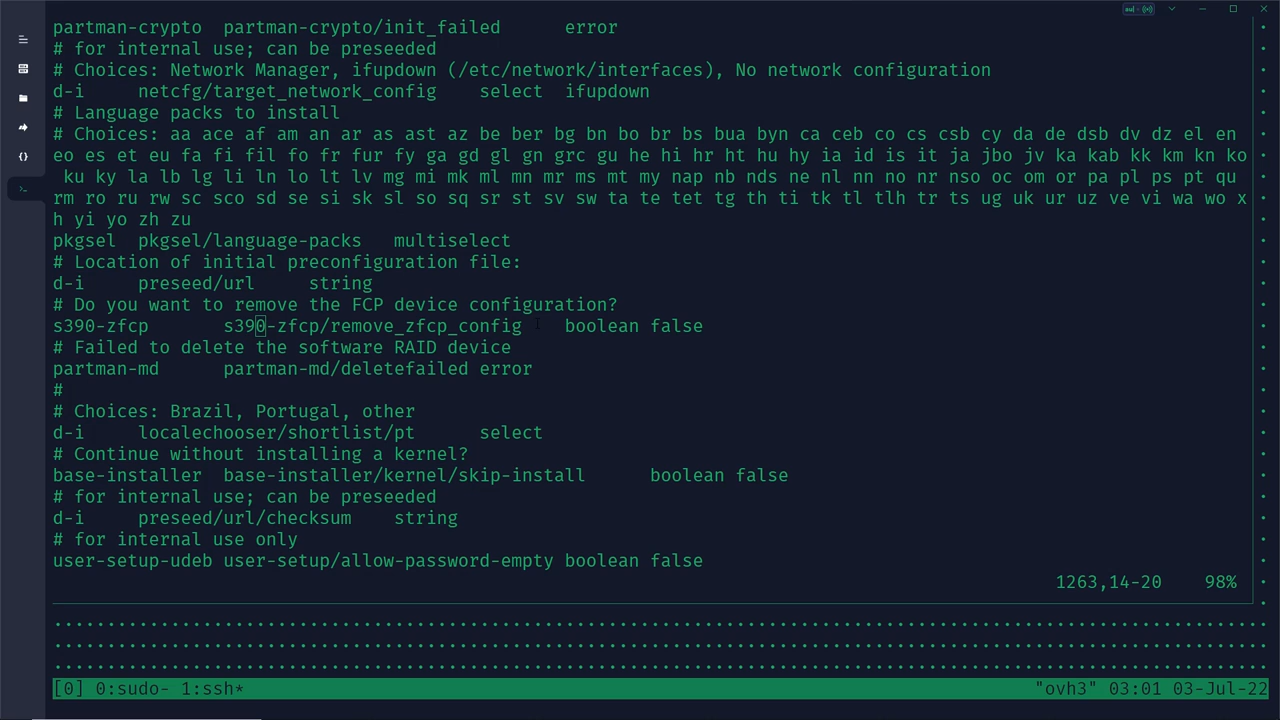 partman-crypto  partman-crypto/init_failed      error
# for internal use; can be preseeded
# Choices: Network Manager, ifupdown (/etc/network/interfaces), No network configuration
d-i     netcfg/target_network_config    select  ifupdown
# Language packs to install
# Choices: aa ace af am an ar as ast az be ber bg bn bo br bs bua byn ca ceb co cs csb cy da de dsb dv dz el en
eo es et eu fa fi fil fo fr fur fy ga gd gl gn grc gu he hi hr ht hu hy ia id is it ja jbo jv ka kab kk km kn ko
 ku ky la lb lg li ln lo lt lv mg mi mk ml mn mr ms mt my nap nb nds ne nl nn no nr nso oc om or pa pl ps pt qu
rm ro ru rw sc sco sd se si sk sl so sq sr st sv sw ta te tet tg th ti tk tl tlh tr ts ug uk ur uz ve vi wa wo x
h yi yo zh zu
pkgsel  pkgsel/language-packs   multiselect
# Location of initial preconfiguration file:
d-i     preseed/url     string
# Do you want to remove the FCP device configuration?
s390-zfcp       s390-zfcp/remove_zfcp_config    boolean false
# Failed to delete the software RAID device
partman-md      partman-md/deletefailed error
#
# Choices: Brazil, Portugal, other
d-i     localechooser/shortlist/pt      select
# Continue without installing a kernel?
base-installer  base-installer/kernel/skip-install      boolean false
# for internal use; can be preseeded
d-i     preseed/url/checksum    string
# for internal use only
user-setup-udeb user-setup/allow-password-empty boolean false
1263,14-20    98%
[0] 0:sudo- 1:ssh*    "ovh3" 03:01 03-Jul-22